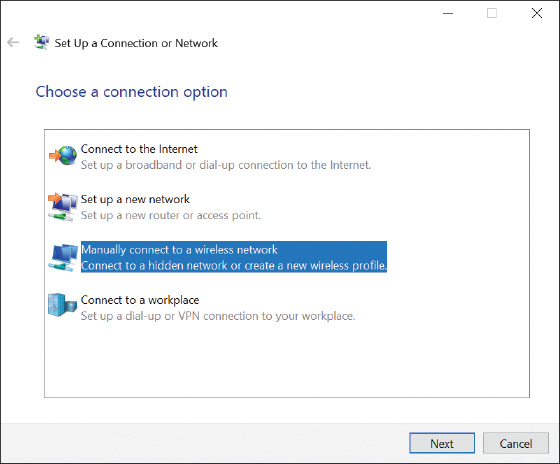 Set Up a Connection or Network
Choose a connection option
Connect to the Internet
Set up a broadband or dial-up connection to the Internet.
Set up a new network
Set up a new router or access point.
Manually connect to a wireless network
Connect to a hidden network or create a new wireless profile.
Connect to a workplace
Set up a dial-up or VPN connection to your workplace.
Next
Cancel